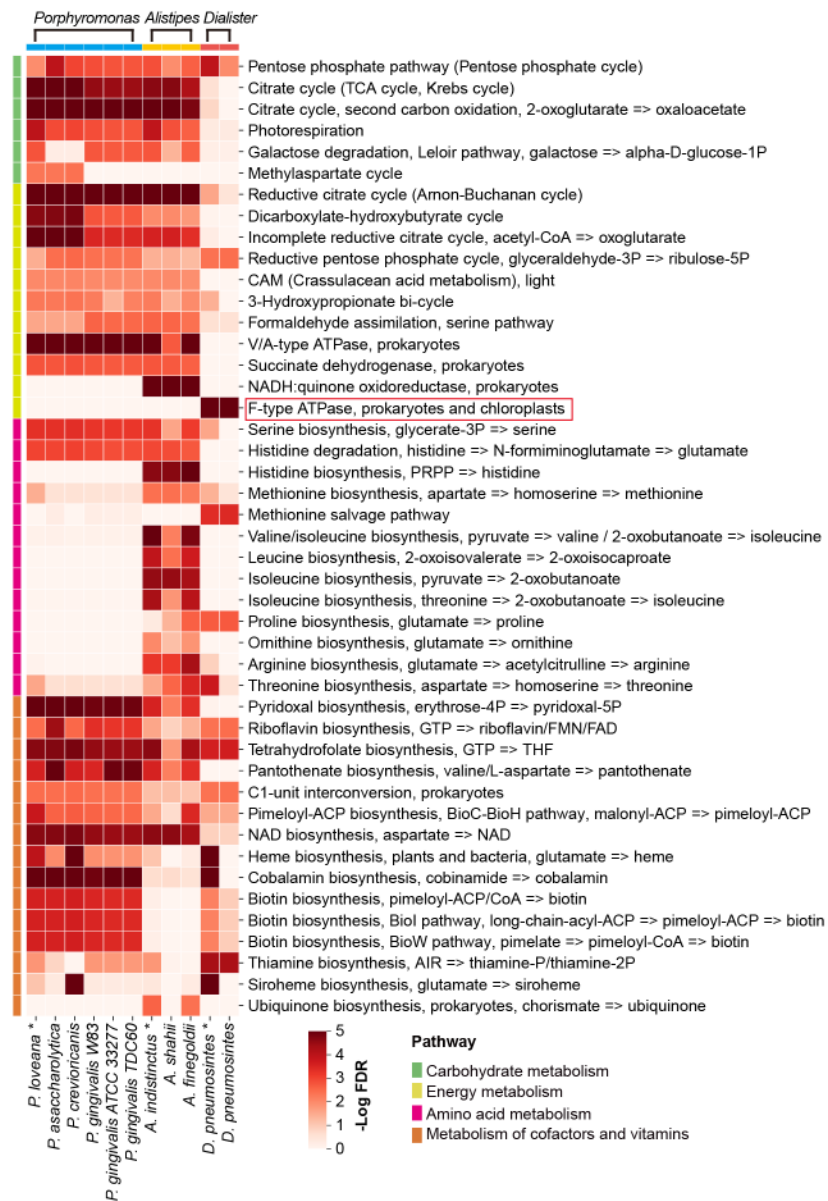 Porphyromonas Alistipes Dialister
Pentose phosphate pathway (Pentose phosphate cycle)
Citrate cycle (TCA cycle, Krebs cycle)
Citrate cycle, second carbon oxidation, 2-oxoglutarate => oxaloacetate
Photorespiration
Galactose degradation, Leloir pathway, galactose => alpha-D-glucose-1P
Methylaspartate cycle
Reductive citrate cycle (Arnon-Buchanan cycle)
Dicarboxylate-hydroxybutyrate cycle
Incomplete reductive citrate cycle, acetyl-CoA => oxoglutarate
Reductive pentose phosphate cycle, glyceraldehyde-3P => ribulose-5P
CAM (Crassulacean acid metabolism), light
3-Hydroxypropionate bi-cycle
Formaldehyde assimilation, serine pathway
V/A-type ATPase, prokaryotes
Succinate dehydrogenase, prokaryotes
NADH:quinone oxidoreductase, prokaryotes
F-type ATPase, prokaryotes and chloroplasts
Serine biosynthesis, glycerate-3P => serine
Histidine degradation, histidine => N-formiminoglutamate => glutamate
Histidine biosynthesis, PRPP => histidine
Methionine biosynthesis, apartate => homoserine => methionine
Methionine salvage pathway
Valine/isoleucine biosynthesis, pyruvate => valine / 2-oxobutanoate => isoleucine
Leucine biosynthesis, 2-oxoisovalerate => 2-oxoisocaproate
Isoleucine biosynthesis, pyruvate => 2-oxobutanoate
Isoleucine biosynthesis, threonine => 2-oxobutanoate => isoleucine
Proline biosynthesis, glutamate => proline
Ornithine biosynthesis, glutamate => ornithine
Arginine biosynthesis, glutamate => acetylcitrulline => arginine
Threonine biosynthesis, aspartate => homoserine => threonine
Pyridoxal biosynthesis, erythrose-4P => pyridoxal-5P
Riboflavin biosynthesis, GTP => riboflavin/FMN/FAD
Tetrahydrofolate biosynthesis, GTP => THF
Pantothenate biosynthesis, valine/L-aspartate => pantothenate
C1-unit interconversion, prokaryotes
Pimeloyl-ACP biosynthesis, BioC-BioH pathway, malonyl-ACP => pimeloyl-ACP
NAD biosynthesis, aspartate => NAD
Heme biosynthesis, plants and bacteria, glutamate => heme
Cobalamin biosynthesis, cobinamide => cobalamin
Biotin biosynthesis, pimeloyl-ACP/CoA => biotin
Biotin biosynthesis, BioI pathway, long-chain-acyl-ACP => pimeloyl-ACP => biotin
Biotin biosynthesis, BioW pathway, pimelate => pimeloyl-CoA => biotin
Thiamine biosynthesis, AIR => thiamine-P/thiamine-2P
Siroheme biosynthesis, glutamate => siroheme
Ubiquinone biosynthesis, prokaryotes, chorismate => ubiquinone
P. loveana *
P. asaccharolytica
P. crevioricanis
P. gingivalis W83
P. gingivalis ATCC 33277
P. gingivalis TDC60
A. indistinctus *
A. shahii
A. finegoldii
D. pneumosintes *
D. pneumosintes
5
4
3
2
1
0
-Log FDR
Pathway
Carbohydrate metabolism
Energy metabolism
Amino acid metabolism
Metabolism of cofactors and vitamins